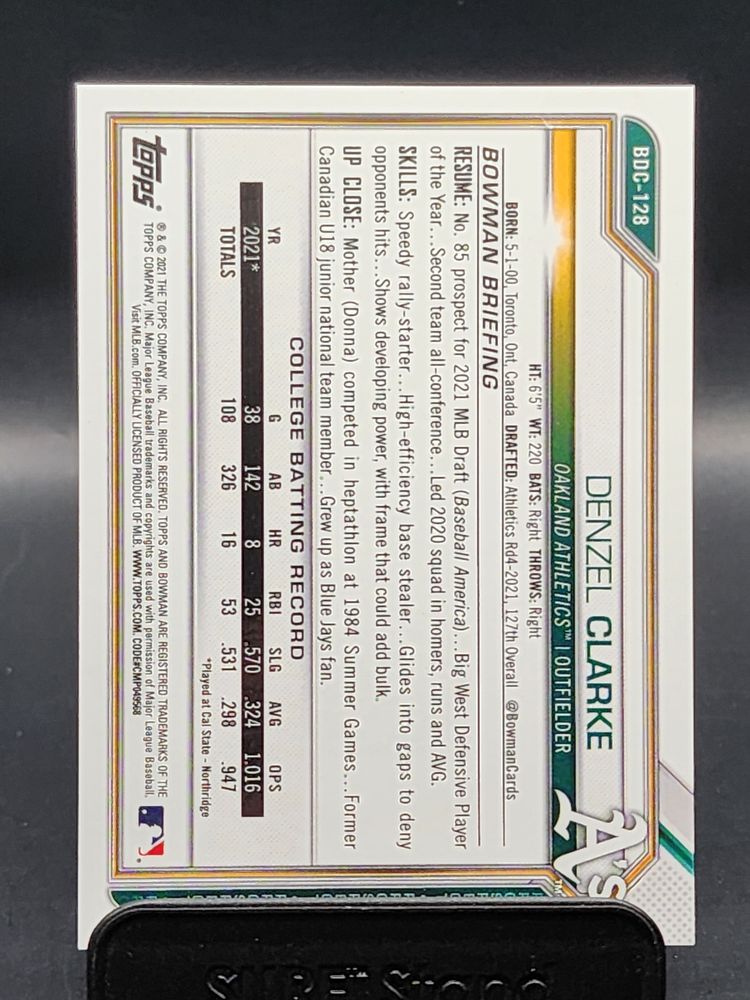 BDC-128
DENZEL CLARKE
OAKLAND ATHLETICS™ | OUTFIELDER
A's
HT: 6'5" WT: 220 BATS: Right THROWS: Right
BORN: 5-1-00, Toronto, Ont., Canada DRAFTED: Athletics Rd4-2021, 127th Overall @BowmanCards
BOWMAN BRIEFING
RESUME: No. 85 prospect for 2021 MLB Draft (Baseball America)...Big West Defensive Player
of the Year...Second team all-conference...Led 2020 squad in homers, runs and AVG.
SKILLS: Speedy rally-starter...High-efficiency base stealer...Glides into gaps to deny
opponents hits...Shows developing power, with frame that could add bulk.
UP CLOSE: Mother (Donna) competed in heptathlon at 1984 Summer Games...Former
Canadian U18 junior national team member...Grew up as Blue Jays fan.
COLLEGE BATTING RECORD
YR G AB HR RBI SLG AVG OPS
2021* 38 142 8 25 .570 .324 1.016
TOTALS 108 326 16 53 .531 .298 .947
*Played at Cal State - Northridge
topps®
® & © 2021 THE TOPPS COMPANY, INC. ALL RIGHTS RESERVED. TOPPS AND BOWMAN ARE REGISTERED TRADEMARKS OF THE
TOPPS COMPANY, INC. Major League Baseball trademarks and copyrights are used with permission of Major League Baseball.
Visit MLB.com. OFFICIALLY LICENSED PRODUCT OF MLB. WWW.TOPPS.COM. CODE#CMP049568